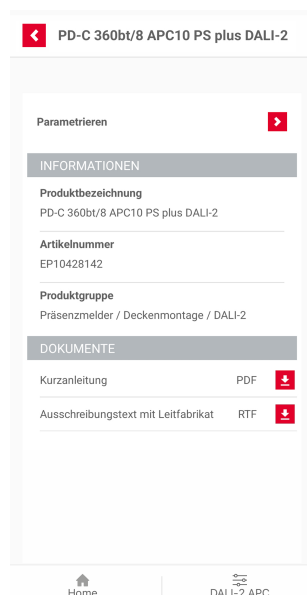 PD-C 360bt/8 APC10 PS plus DALI-2
Parametrieren
INFORMATIONEN
Produktbezeichnung
PD-C 360bt/8 APC10 PS plus DALI-2
Artikelnummer
EP10428142
Produktgruppe
Präsenzmelder / Deckenmontage / DALI-2
DOKUMENTE
Kurzanleitung PDF
Ausschreibungstext mit Leitfabrikat RTF
Home DALI-2 APC